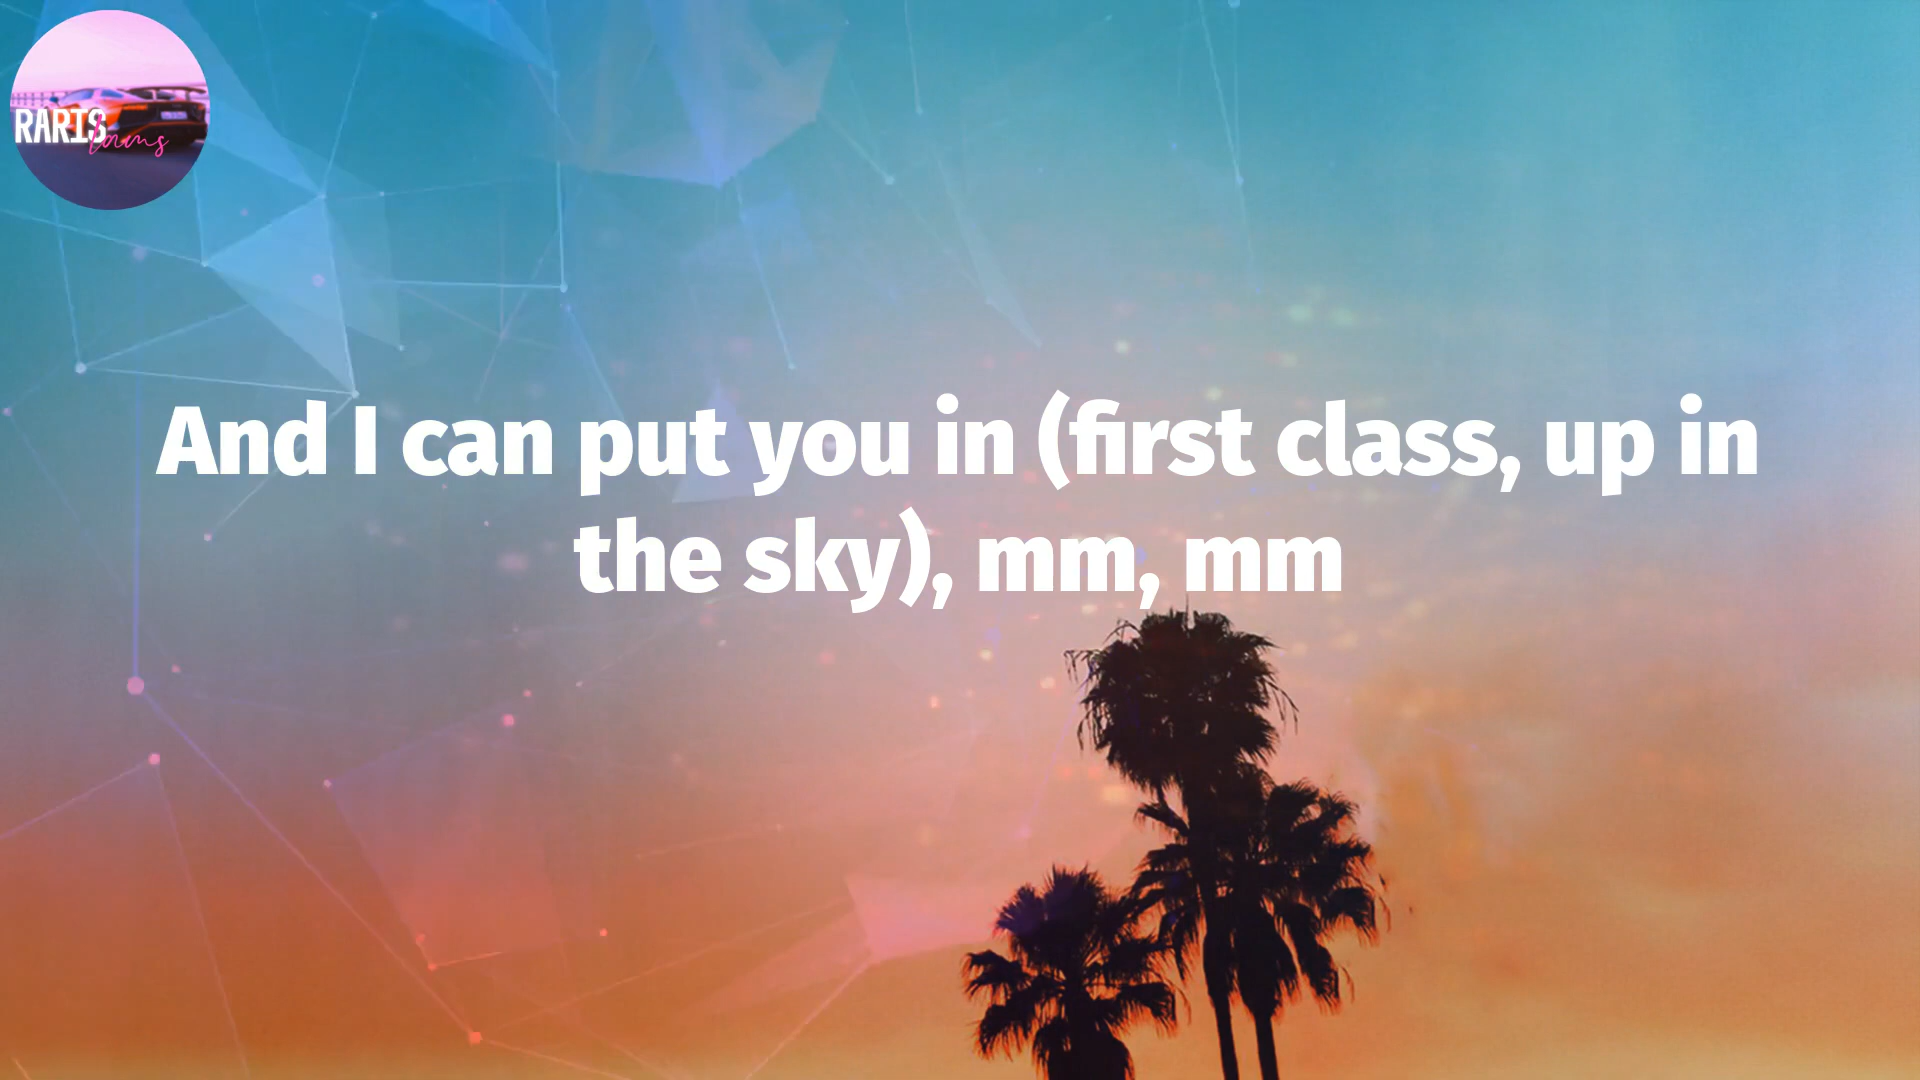 RARIS
And I can put you in (first class, up in
the sky), mm, mm